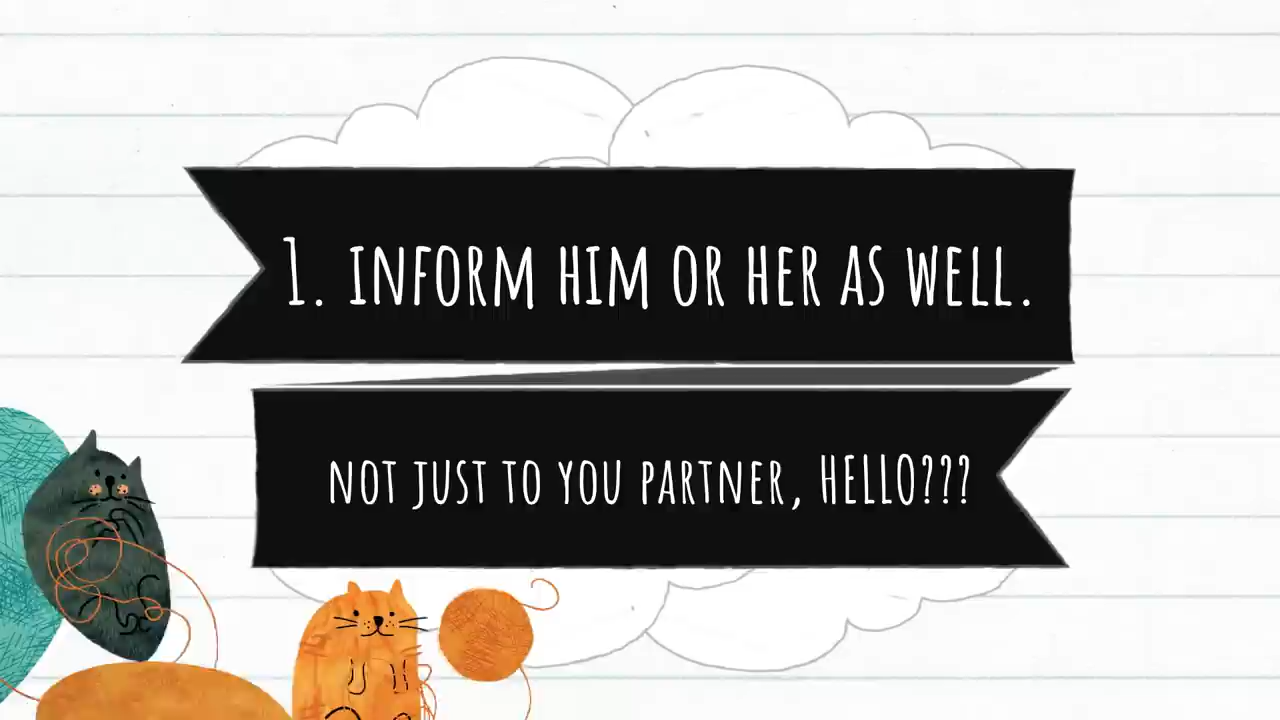 1. INFORM HIM OR HER AS WELL.
NOT JUST TO YOU PARTNER, HELLO???